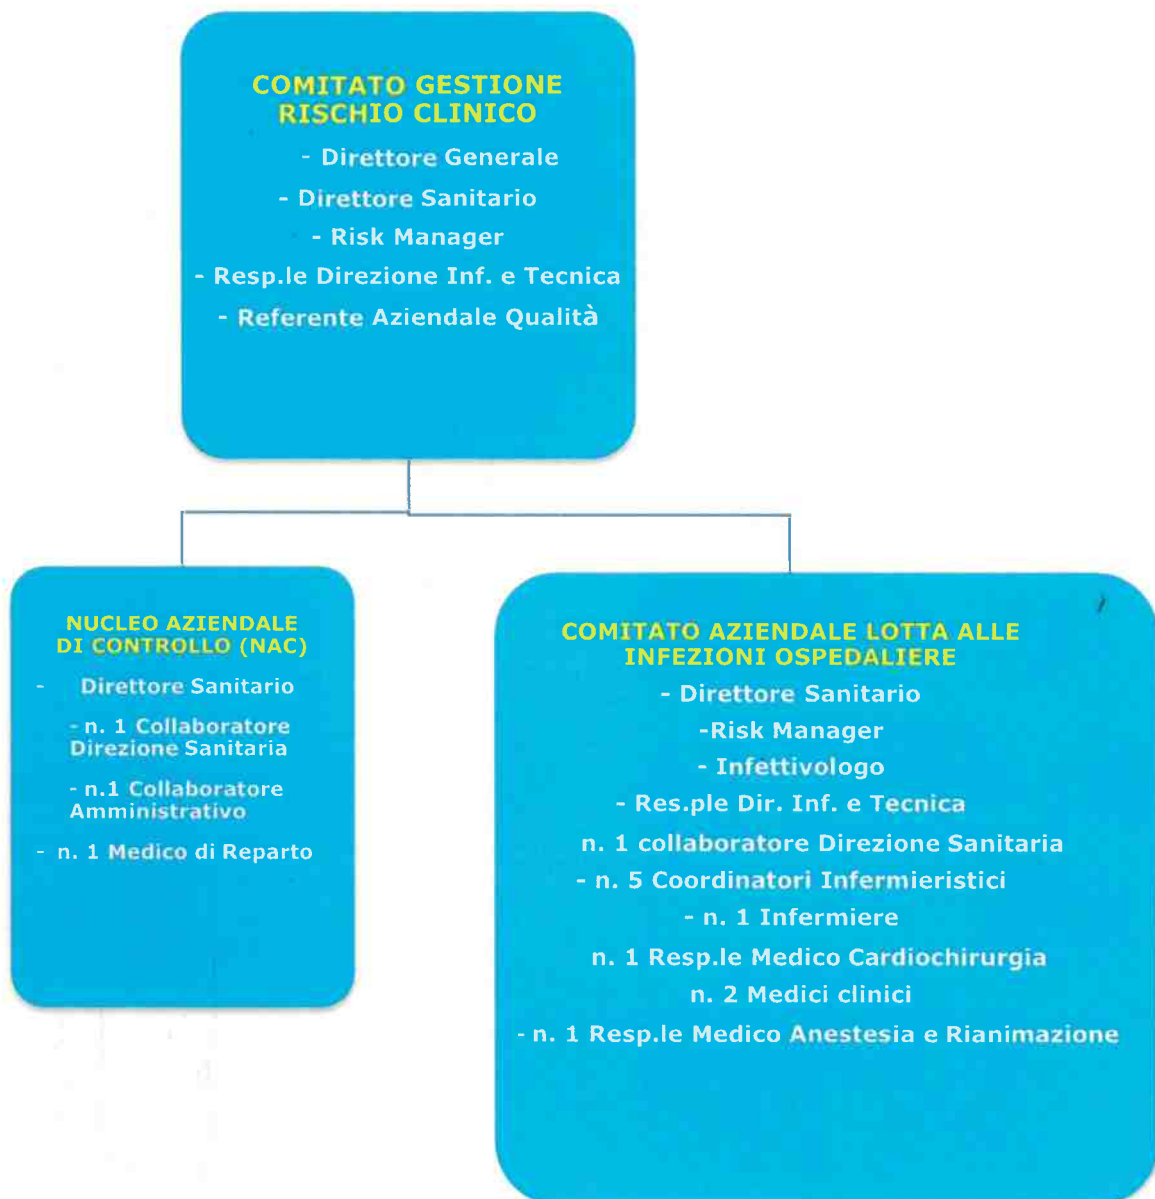 COMITATO GESTIONE
RISCHIO CLINICO
- Direttore Generale
- Direttore Sanitario
- Risk Manager
- Resp.le Direzione Inf. e Tecnica
- Referente Aziendale Qualità
NUCLEO AZIENDALE
DI CONTROLLO (NAC)
- Direttore Sanitario
- n. 1 Collaboratore
Direzione Sanitaria
- n.1 Collaboratore
Amministrativo
- n. 1 Medico di Reparto
COMITATO AZIENDALE LOTTA ALLE
INFEZIONI OSPEDALIERE
- Direttore Sanitario
-Risk Manager
- Infettivologo
- Res.ple Dir. Inf. e Tecnica
n. 1 collaboratore Direzione Sanitaria
- n. 5 Coordinatori Infermieristici
- n. 1 Infermiere
n. 1 Resp.le Medico Cardiochirurgia
n. 2 Medici clinici
- n. 1 Resp.le Medico Anestesia e Rianimazione